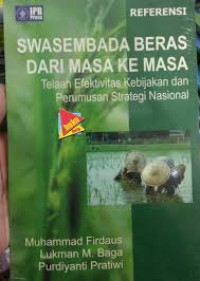 IPB
Press
REFERENSI
SWASEMBADA BERAS
DARI MASA KE MASA
Telaah Efektivitas Kebijakan dan
Perumusan Strategi Nasional
Muhammad Firdaus
Lukman M. Baga
Purdiyanti Pratiwi